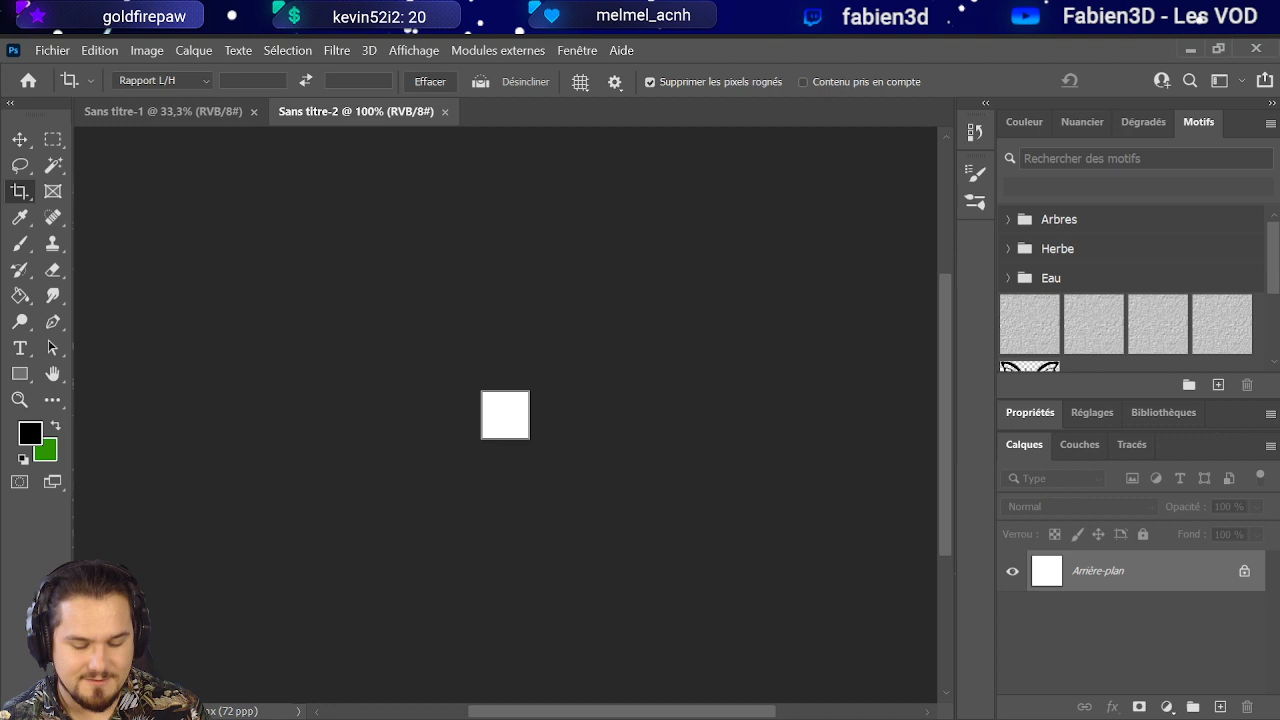 goldfirepaw
kevin52i2: 20
melmel_acnh
fabien3d
Fabien3D - Les VOD
Ps
Fichier Edition Image Calque Texte Sélection Filtre 3D Affichage Modules externes Fenêtre Aide
Rapport L/H
Effacer
Désincliner
Supprimer les pixels rognés
Contenu pris en compte
Sans titre-1 @ 33,3% (RVB/8#)
Sans titre-2 @ 100% (RVB/8#)
Couleur Nuancier Dégradés Motifs
Rechercher des motifs
Arbres
Herbe
Eau
Propriétés Réglages Bibliothèques
Calques Couches Tracés
Type
Normal Opacité : 100 %
Verrou : Fond : 100 %
Arrière-plan
px (72 ppp)